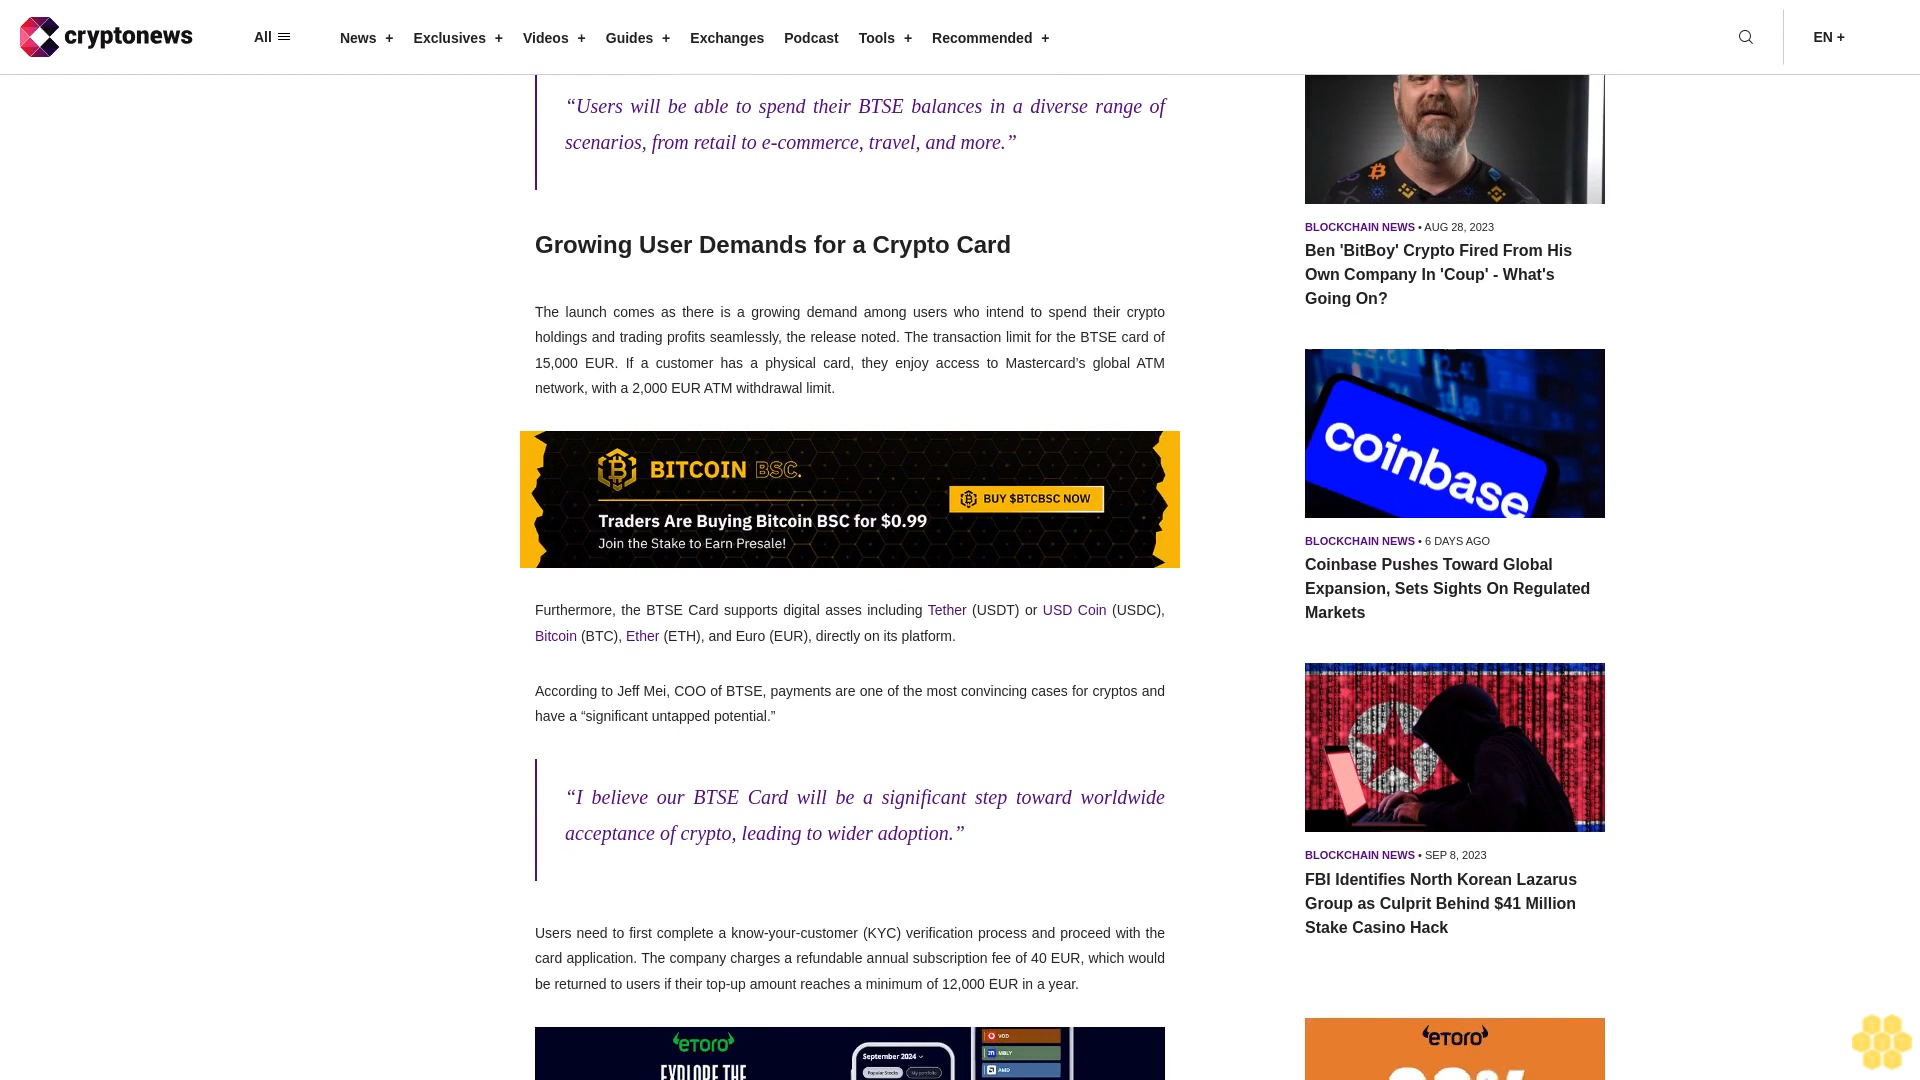 cryptonews
All
News +
Exclusives +
Videos +
Guides +
Exchanges
Podcast
Tools +
Recommended +
EN +
“Users will be able to spend their BTSE balances in a diverse range of
scenarios, from retail to e-commerce, travel, and more.”
Growing User Demands for a Crypto Card
The launch comes as there is a growing demand among users who intend to spend their crypto
holdings and trading profits seamlessly, the release noted. The transaction limit for the BTSE card of
15,000 EUR. If a customer has a physical card, they enjoy access to Mastercard’s global ATM
network, with a 2,000 EUR ATM withdrawal limit.
BITCOIN BSC.
Traders Are Buying Bitcoin BSC for $0.99
Join the Stake to Earn Presale!
BUY $BTCBSC NOW
Furthermore, the BTSE Card supports digital asses including Tether (USDT) or USD Coin (USDC),
Bitcoin (BTC), Ether (ETH), and Euro (EUR), directly on its platform.
According to Jeff Mei, COO of BTSE, payments are one of the most convincing cases for cryptos and
have a “significant untapped potential.”
“I believe our BTSE Card will be a significant step toward worldwide
acceptance of crypto, leading to wider adoption.”
Users need to first complete a know-your-customer (KYC) verification process and proceed with the
card application. The company charges a refundable annual subscription fee of 40 EUR, which would
be returned to users if their top-up amount reaches a minimum of 12,000 EUR in a year.
eToro
EXPLORE THE
September 2024
Popular Stocks
My portfolio
VOD
MBLY
AMD
BLOCKCHAIN NEWS • AUG 28, 2023
Ben 'BitBoy' Crypto Fired From His
Own Company In 'Coup' - What's
Going On?
coinbase
BLOCKCHAIN NEWS • 6 DAYS AGO
Coinbase Pushes Toward Global
Expansion, Sets Sights On Regulated
Markets
BLOCKCHAIN NEWS • SEP 8, 2023
FBI Identifies North Korean Lazarus
Group as Culprit Behind $41 Million
Stake Casino Hack
eToro